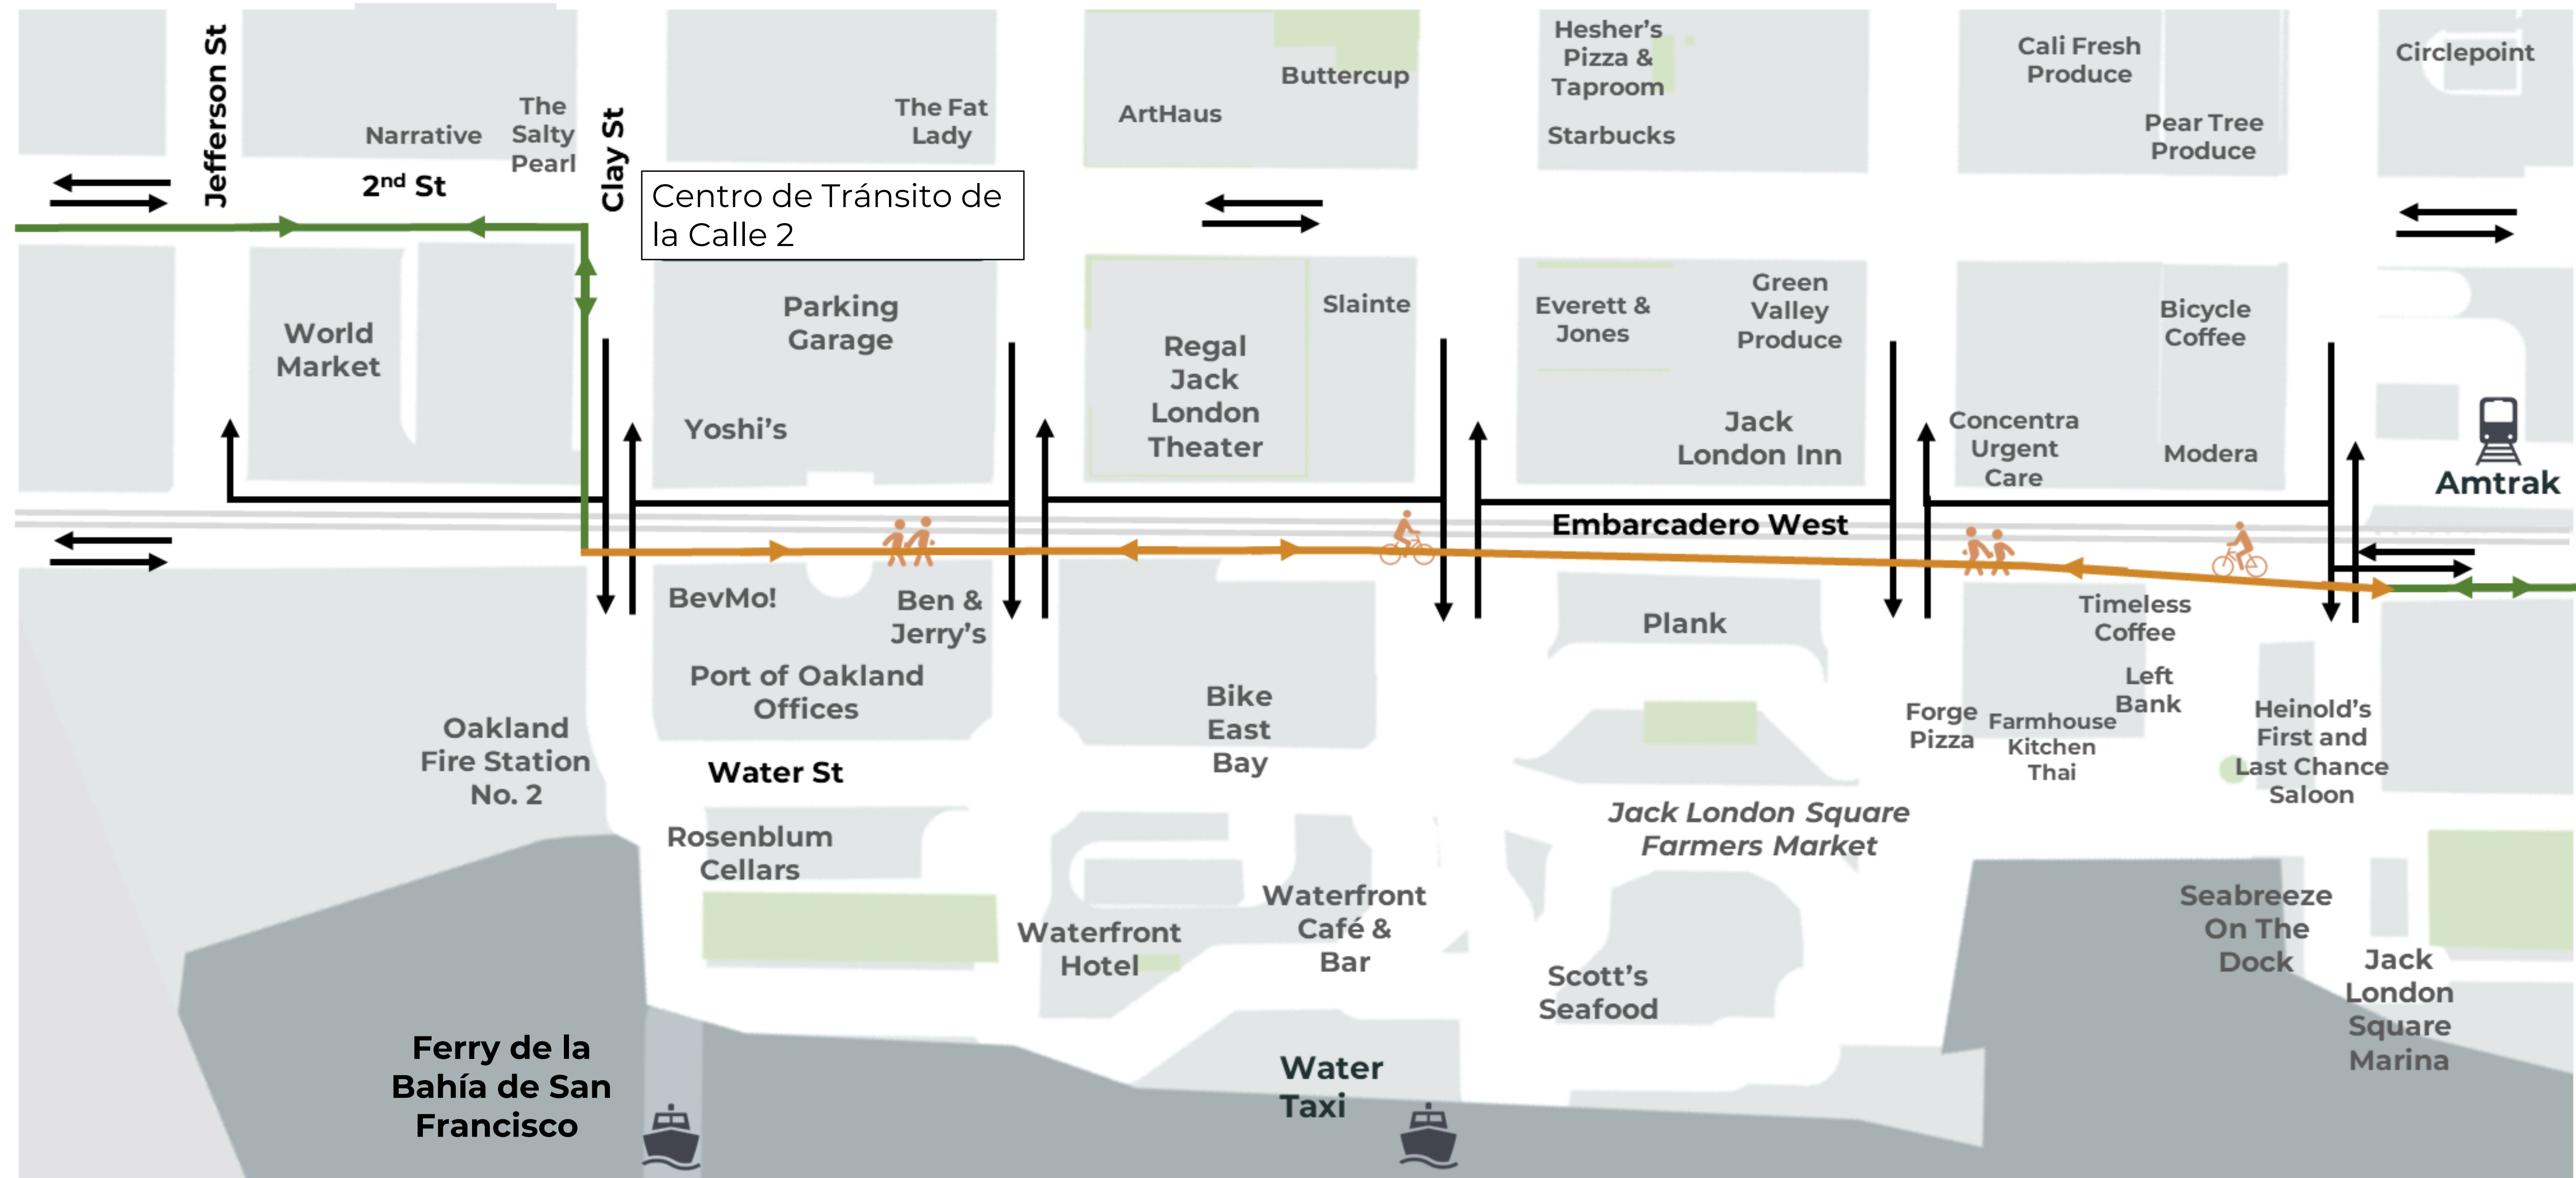 Jefferson St
Narrative
The
Salty
Pearl
2nd St
Clay St
The Fat
Lady
ArtHaus
Buttercup
Hesher's
Pizza &
Taproom
Starbucks
Cali Fresh
Produce
Pear Tree
Produce
Circlepoint
Centro de Tránsito de
la Calle 2
World
Market
Parking
Garage
Yoshi's
Regal
Jack
London
Theater
Slainte
Everett &
Jones
Green
Valley
Produce
Jack
London Inn
Bicycle
Coffee
Concentra
Urgent
Care
Modera
Amtrak
Embarcadero West
BevMo!
Ben &
Jerry's
Port of Oakland
Offices
Plank
Timeless
Coffee
Left
Bank
Bike
East
Bay
Forge
Pizza
Farmhouse
Kitchen
Thai
Heinold's
First and
Last Chance
Saloon
Oakland
Fire Station
No. 2
Water St
Rosenblum
Cellars
Jack London Square
Farmers Market
Waterfront
Hotel
Waterfront
Café &
Bar
Scott's
Seafood
Seabreeze
On The
Dock
Jack
London
Square
Marina
Ferry de la
Bahía de San
Francisco
Water
Taxi